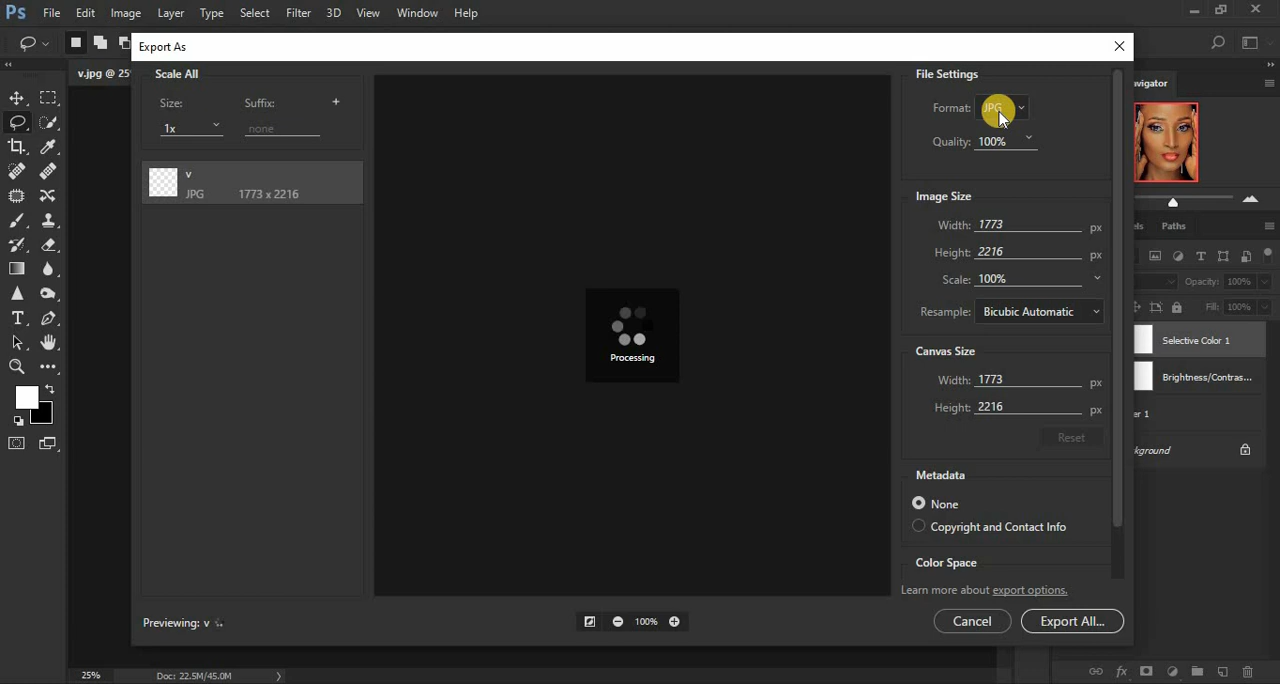 Ps File Edit Image Layer Type Select Filter 3D View Window Help
Export As
v.jpg @ 25
Scale All
Size: Suffix:
1x none
v
JPG 1773 x 2216
Processing
Previewing: v
100%
File Settings
Format: JPG
Quality: 100%
Image Size
Width: 1773 px
Height: 2216 px
Scale: 100%
Resample: Bicubic Automatic
Canvas Size
Width: 1773 px
Height: 2216 px
Reset
Metadata
None
Copyright and Contact Info
Color Space
Learn more about export options.
Cancel Export All...
avigator
els Paths
Opacity: 100%
Fill: 100%
Selective Color 1
Brightness/Contras...
er 1
kground
25% Doc: 22.5M/45.0M